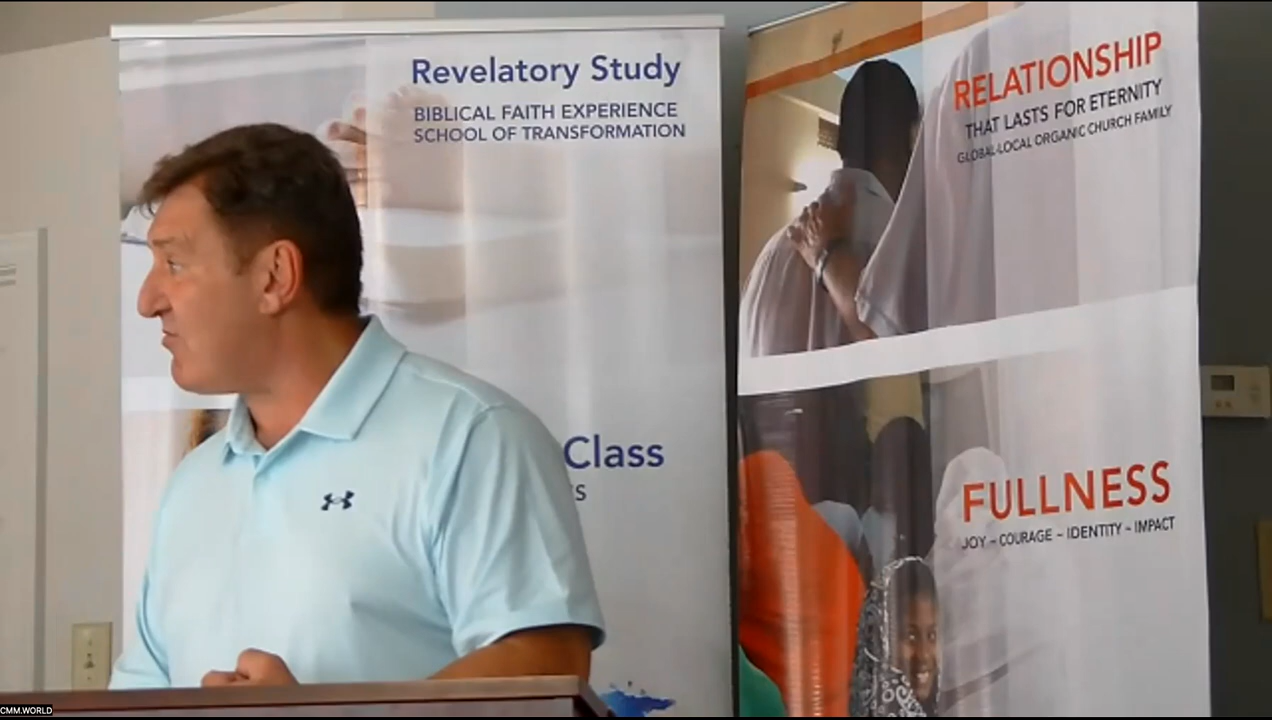 Revelatory Study
BIBLICAL FAITH EXPERIENCE
SCHOOL OF TRANSFORMATION
Class
RELATIONSHIP
THAT LASTS FOR ETERNITY
GLOBAL-LOCAL ORGANIC CHURCH FAMILY
FULLNESS
JOY ~ COURAGE ~ IDENTITY ~ IMPACT
CMM.WORLD